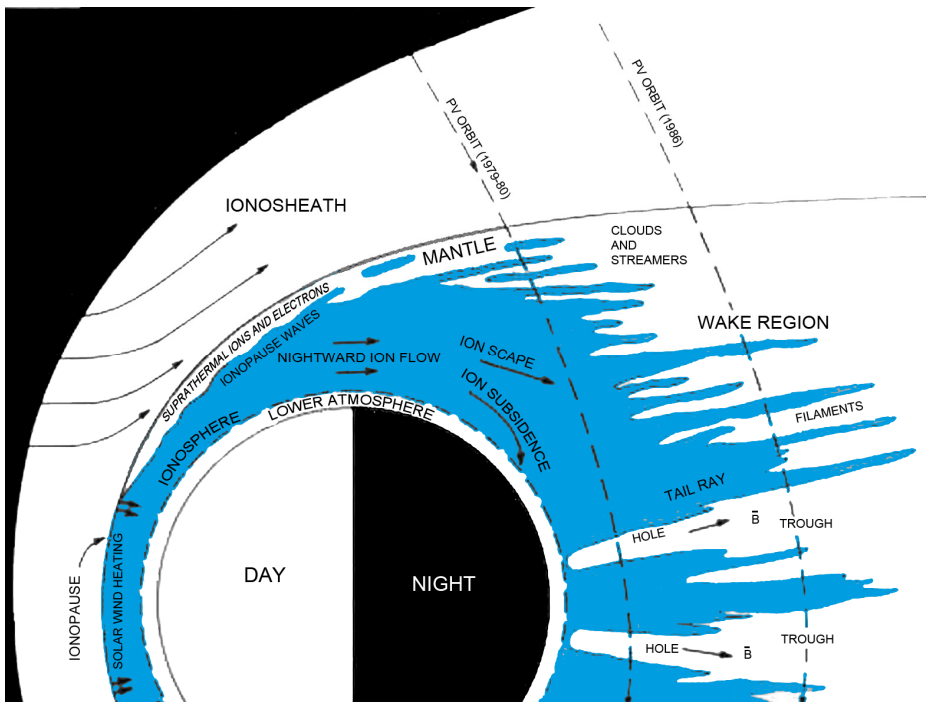 PV ORBIT (1979-80)
PV ORBIT (1986)
IONOSHEATH
MANTLE
CLOUDS
AND
STREAMERS
SUPRATHERMAL IONS AND ELECTRONS
IONOPAUSE WAVES
WAKE REGION
NIGHTWARD ION FLOW
ION SCAPE
ION SUBSIDENCE
LOWER ATMOSPHERE
IONOSPHERE
FILAMENTS
TAIL RAY
HOLE
B̅
TROUGH
IONOPAUSE
SOLAR WIND HEATING
DAY
NIGHT
HOLE
B̅
TROUGH